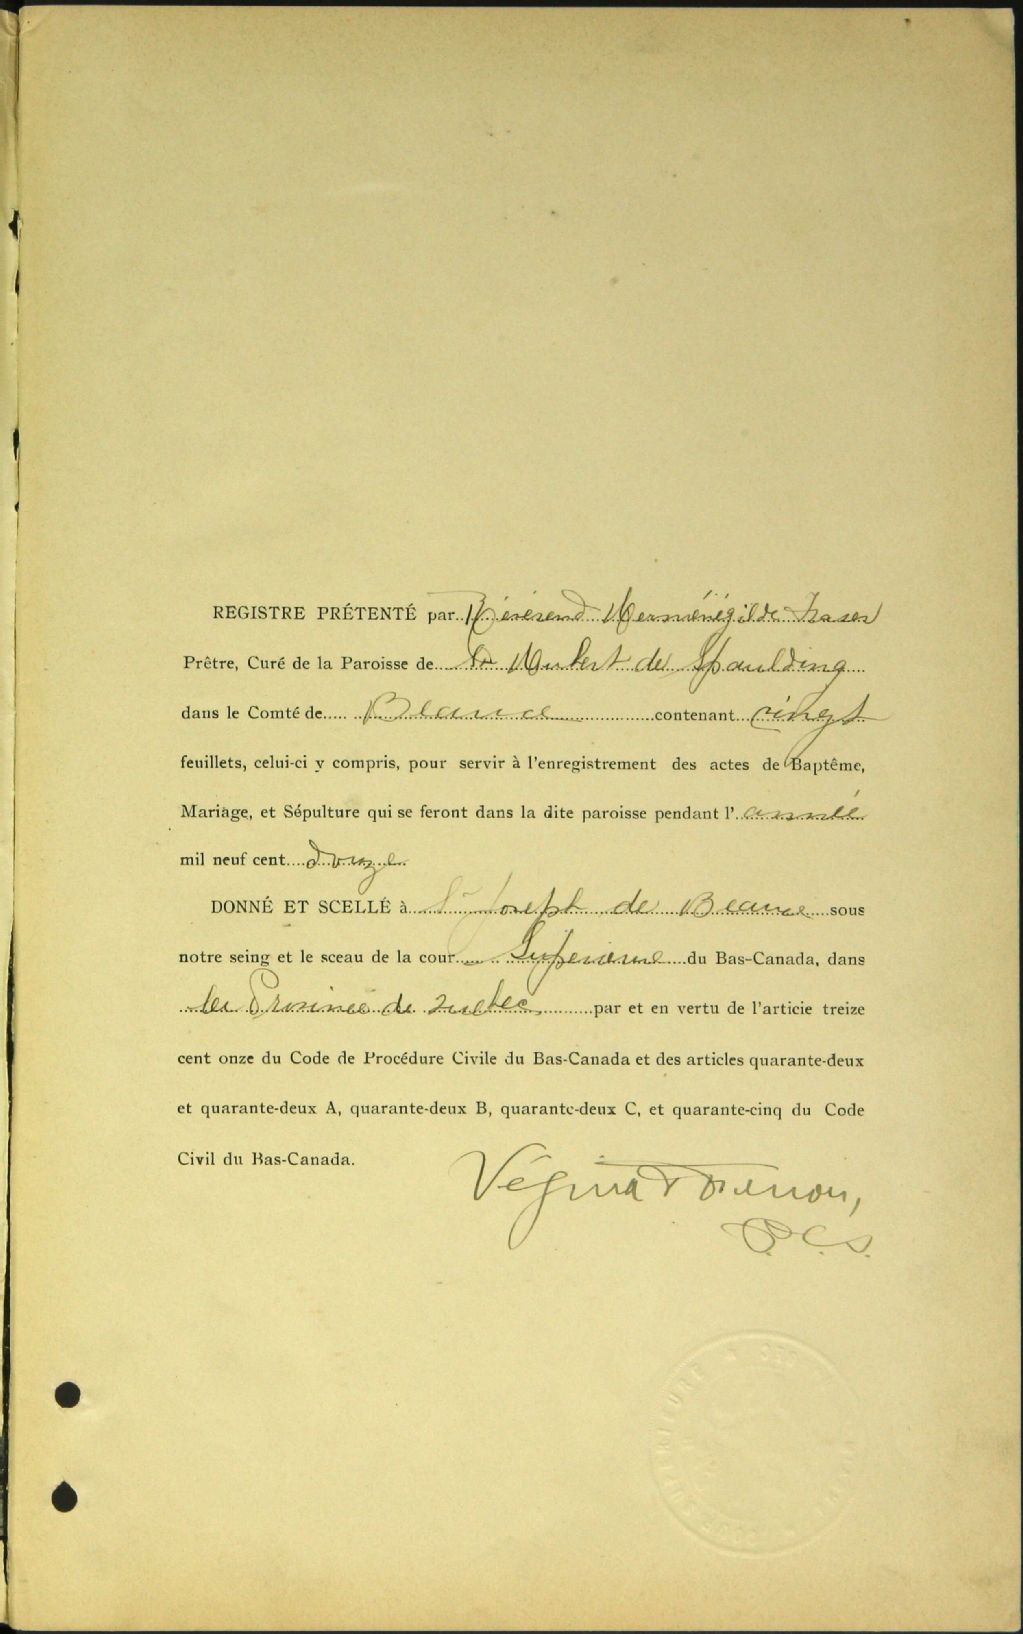 REGISTRE PRÉTENTÉ par Révérend Herménégilde Fraser
Prêtre, Curé de la Paroisse de St Hubert de Spaulding
dans le Comté de Beauce contenant vingt
feuillets, celui-ci y compris, pour servir à l'enregistrement des actes de Baptême,
Mariage, et Sépulture qui se feront dans la dite paroisse pendant l'année
mil neuf cent douze
DONNÉ ET SCELLÉ à St Joseph de Beauce sous
notre seing et le sceau de la cour Supérieure du Bas-Canada, dans
la Province de Québec par et en vertu de l'articie treize
cent onze du Code de Procédure Civile du Bas-Canada et des articles quarante-deux
et quarante-deux A, quarante-deux B, quarante-deux C, et quarante-cinq du Code
Civil du Bas-Canada.
Vézina
P. C. S.
COUR SUPERIEURE